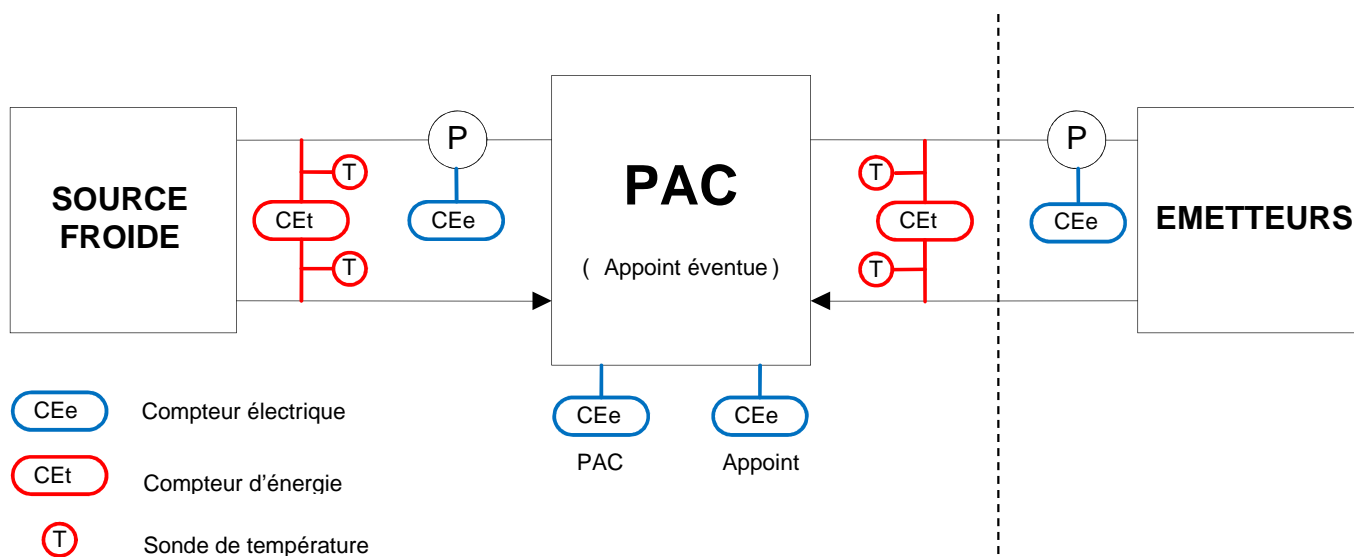 SOURCE
FROIDE
T
CEt
T
P
CEe
PAC
( Appoint éventue )
T
CEt
T
P
CEe
EMETTEURS
CEe
PAC
CEe
Appoint
CEe
Compteur électrique
CEt
Compteur d'énergie
T
Sonde de température